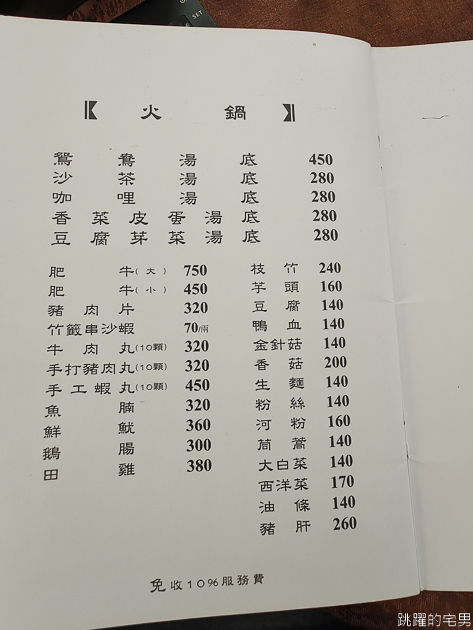 SET
【火鍋】
鴛鴦湯底 450
沙茶湯底 280
咖哩湯底 280
香菜皮蛋湯底 280
豆腐芽菜湯底 280
肥牛(大) 750
肥牛(小) 450
豬肉片 320
竹籤串沙蝦 70/兩
牛肉丸(10顆) 320
手打豬肉丸(10顆) 320
手工蝦丸(10顆) 450
魚腩 320
鮮魷 360
鵝腸 300
田雞 380
枝竹 240
芋頭 160
豆腐 140
鴨血 140
金針菇 140
香菇 200
生麵 140
粉絲 140
河粉 160
茼蒿 140
大白菜 140
西洋菜 170
油條 140
豬肝 260
免收10%服務費
跳躍的宅男